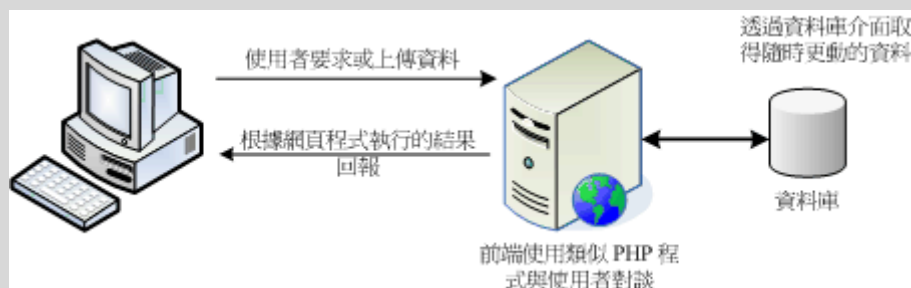 使用者要求或上傳資料
根據網頁程式執行的結果
回報
透過資料庫介面取
得隨時更動的資料
資料庫
前端使用類似 PHP 程
式與使用者對談